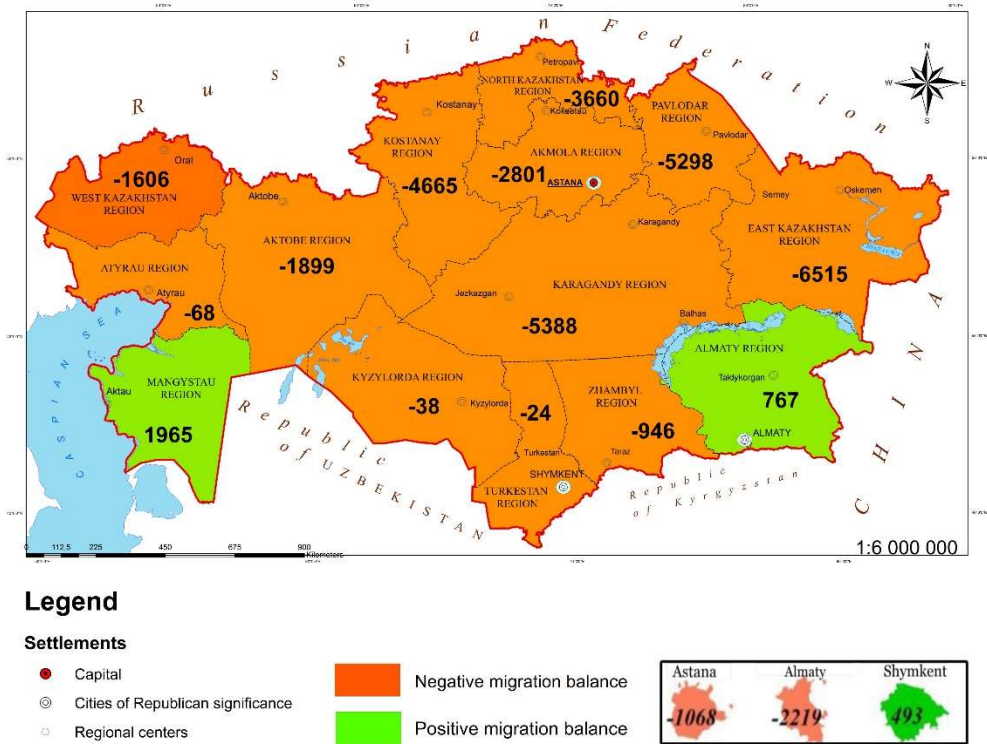 Russian Federation
Petropavl
NORTH KAZAKHSTAN
REGION
-3660
Kokshetau
Kostanay
KOSTANAY
REGION
-4665
PAVLODAR
REGION
Pavlodar
-5298
AKMOLA REGION
-2801
ASTANA
Oral
-1606
WEST KAZAKHSTAN
REGION
Aktobe
AKTOBE REGION
-1899
Semey
Oskemen
EAST KAZAKHSTAN
REGION
-6515
Karagandy
Jezkazgan
KARAGANDY REGION
-5388
Balhas
ATYRAU REGION
Atyrau
-68
CASPIAN SEA
MANGYSTAU
REGION
Aktau
1965
KYZYLORDA REGION
-38
Kyzylorda
-24
Turkestan
SHYMKENT
TURKESTAN
REGION
ZHAMBYL
REGION
-946
Taraz
ALMATY REGION
Taldykorgan
767
ALMATY
CHINA
Republic
of UZBEKISTAN
Republic
of Kyrgyzstan
N
W E
S
0 112,5 225 450 675 900
Kilometers
1:6 000 000
Legend
Settlements
Capital
Cities of Republican significance
Regional centers
Negative migration balance
Positive migration balance
Astana Almaty Shymkent
-1068 -2219 493